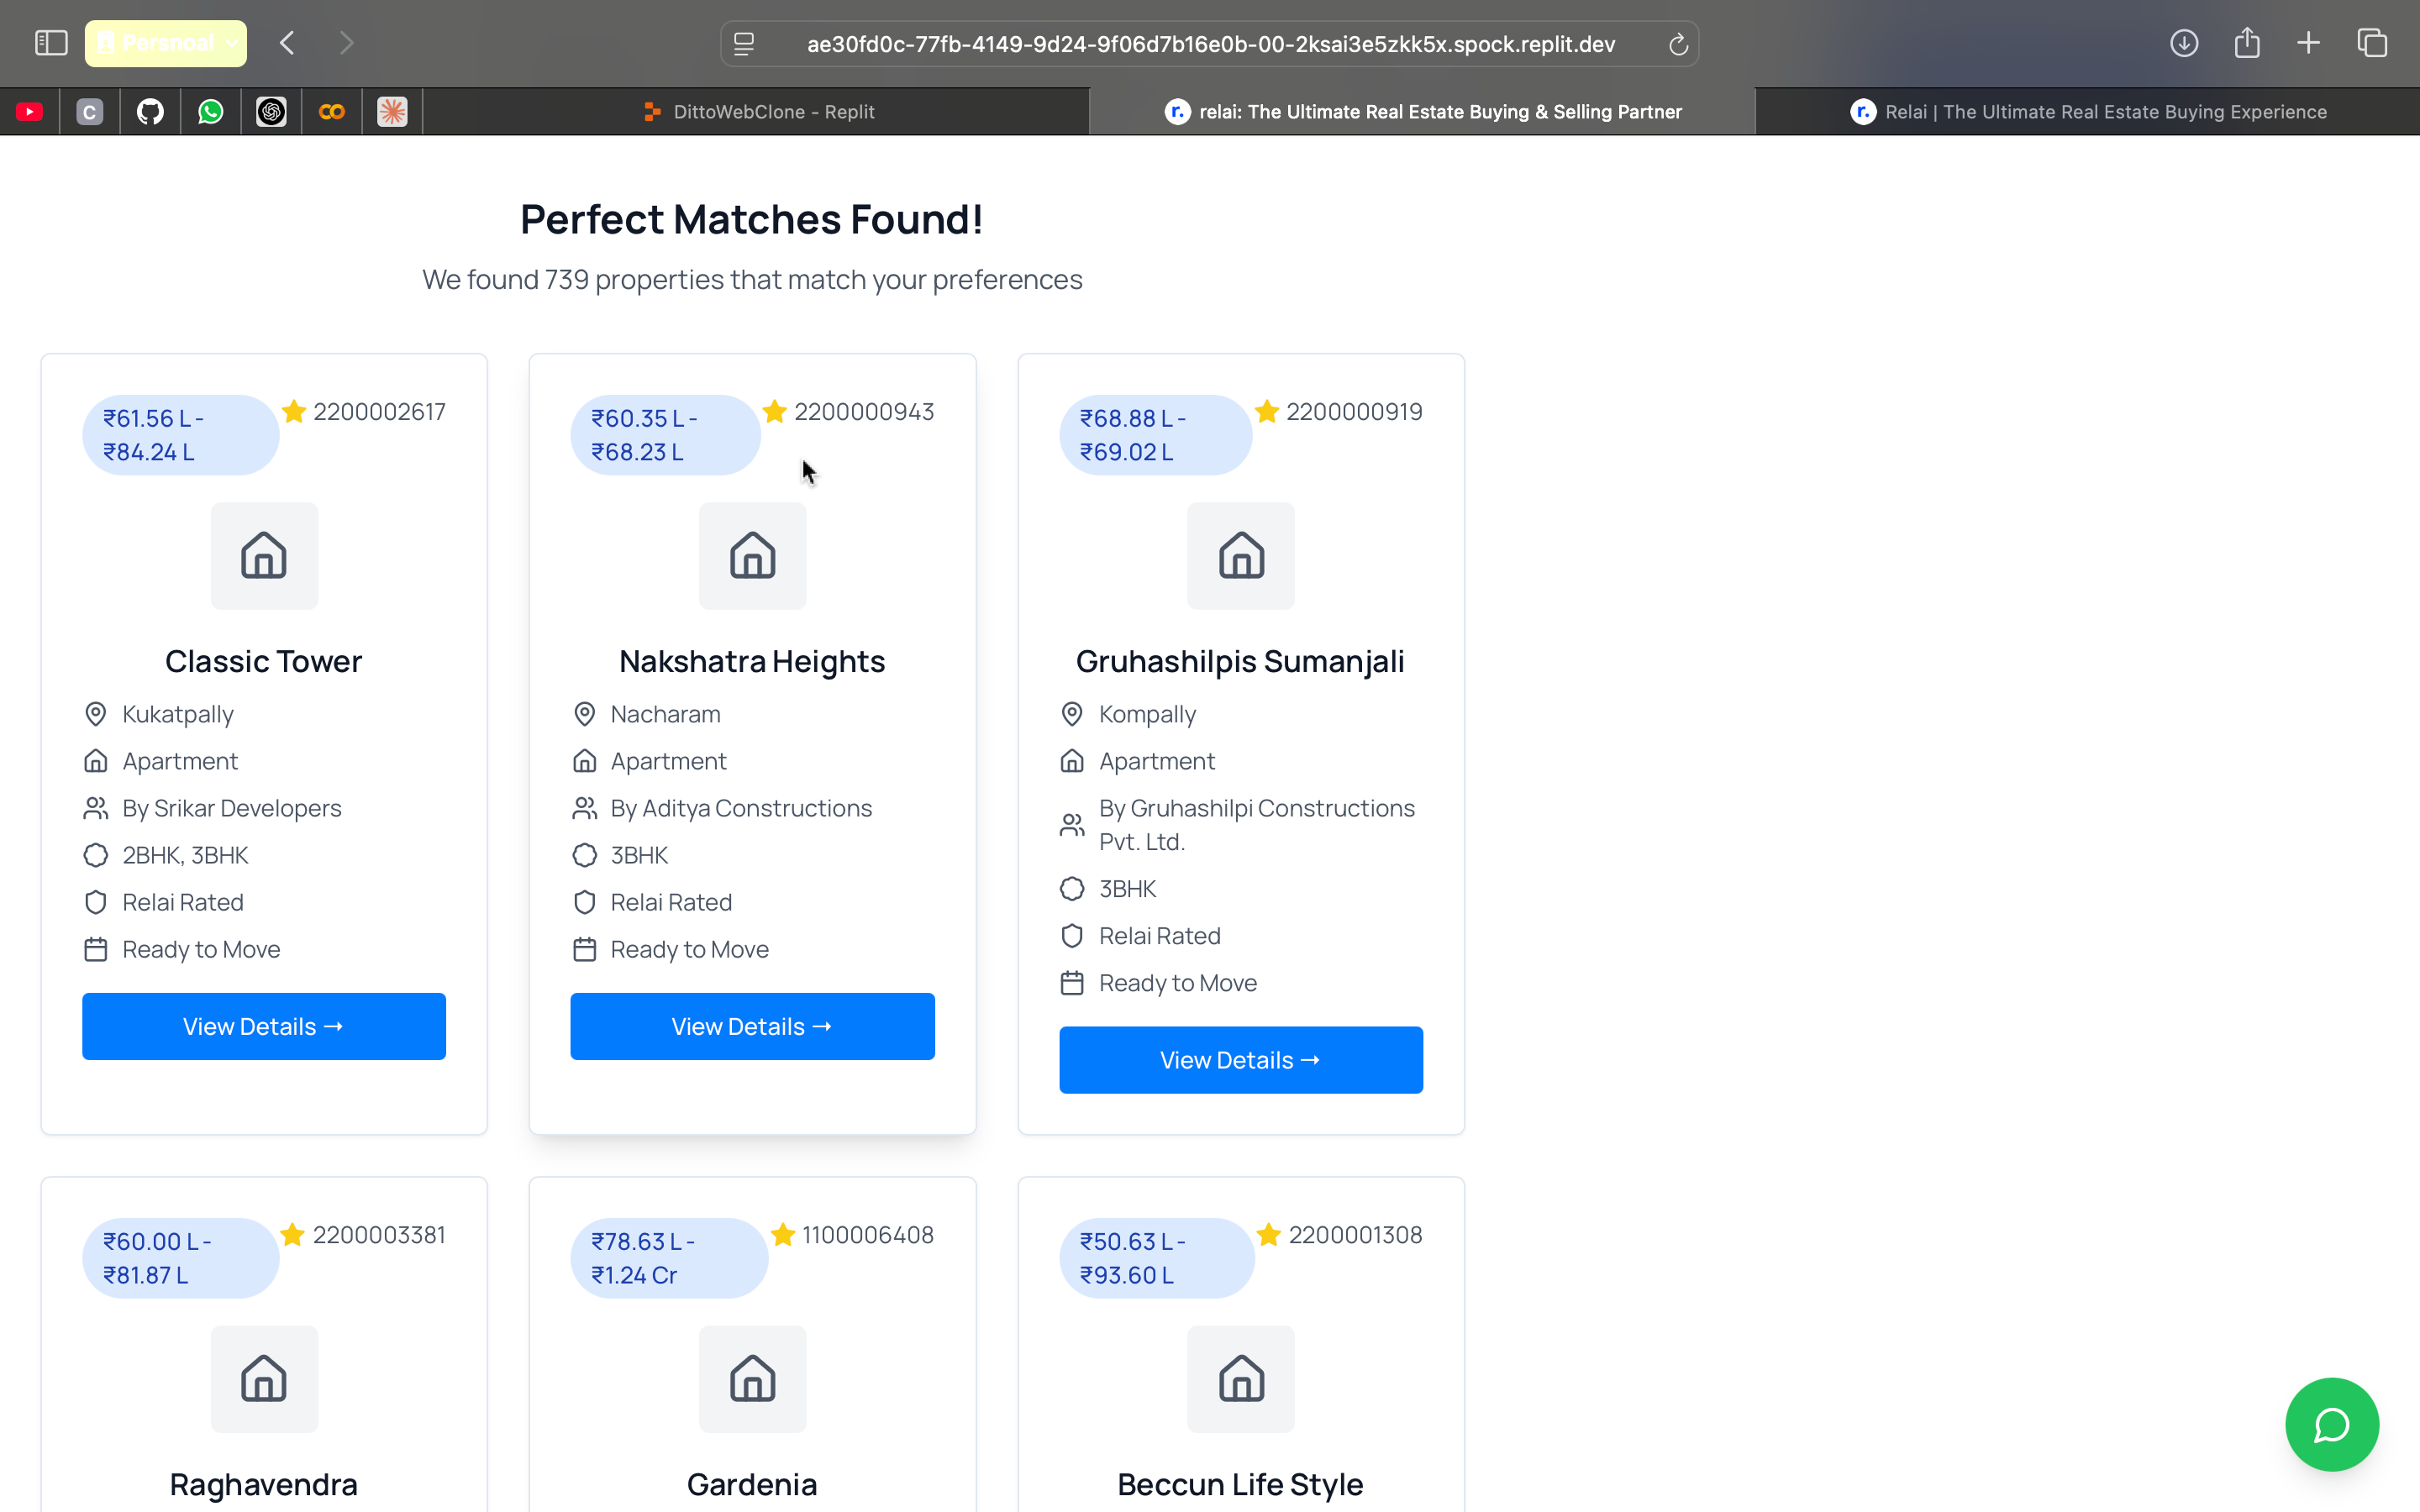 Persnoal
ae30fd0c-77fb-4149-9d24-9f06d7b16e0b-00-2ksai3e5zkk5x.spock.replit.dev
C
DittoWebClone - Replit
r. relai: The Ultimate Real Estate Buying & Selling Partner
r. Relai | The Ultimate Real Estate Buying Experience
Perfect Matches Found!
We found 739 properties that match your preferences
₹61.56 L -
₹84.24 L
2200002617
Classic Tower
Kukatpally
Apartment
By Srikar Developers
2BHK, 3BHK
Relai Rated
Ready to Move
View Details →
₹60.35 L -
₹68.23 L
2200000943
Nakshatra Heights
Nacharam
Apartment
By Aditya Constructions
3BHK
Relai Rated
Ready to Move
View Details →
₹68.88 L -
₹69.02 L
2200000919
Gruhashilpis Sumanjali
Kompally
Apartment
By Gruhashilpi Constructions
Pvt. Ltd.
3BHK
Relai Rated
Ready to Move
View Details →
₹60.00 L -
₹81.87 L
2200003381
Raghavendra
₹78.63 L -
₹1.24 Cr
1100006408
Gardenia
₹50.63 L -
₹93.60 L
2200001308
Beccun Life Style